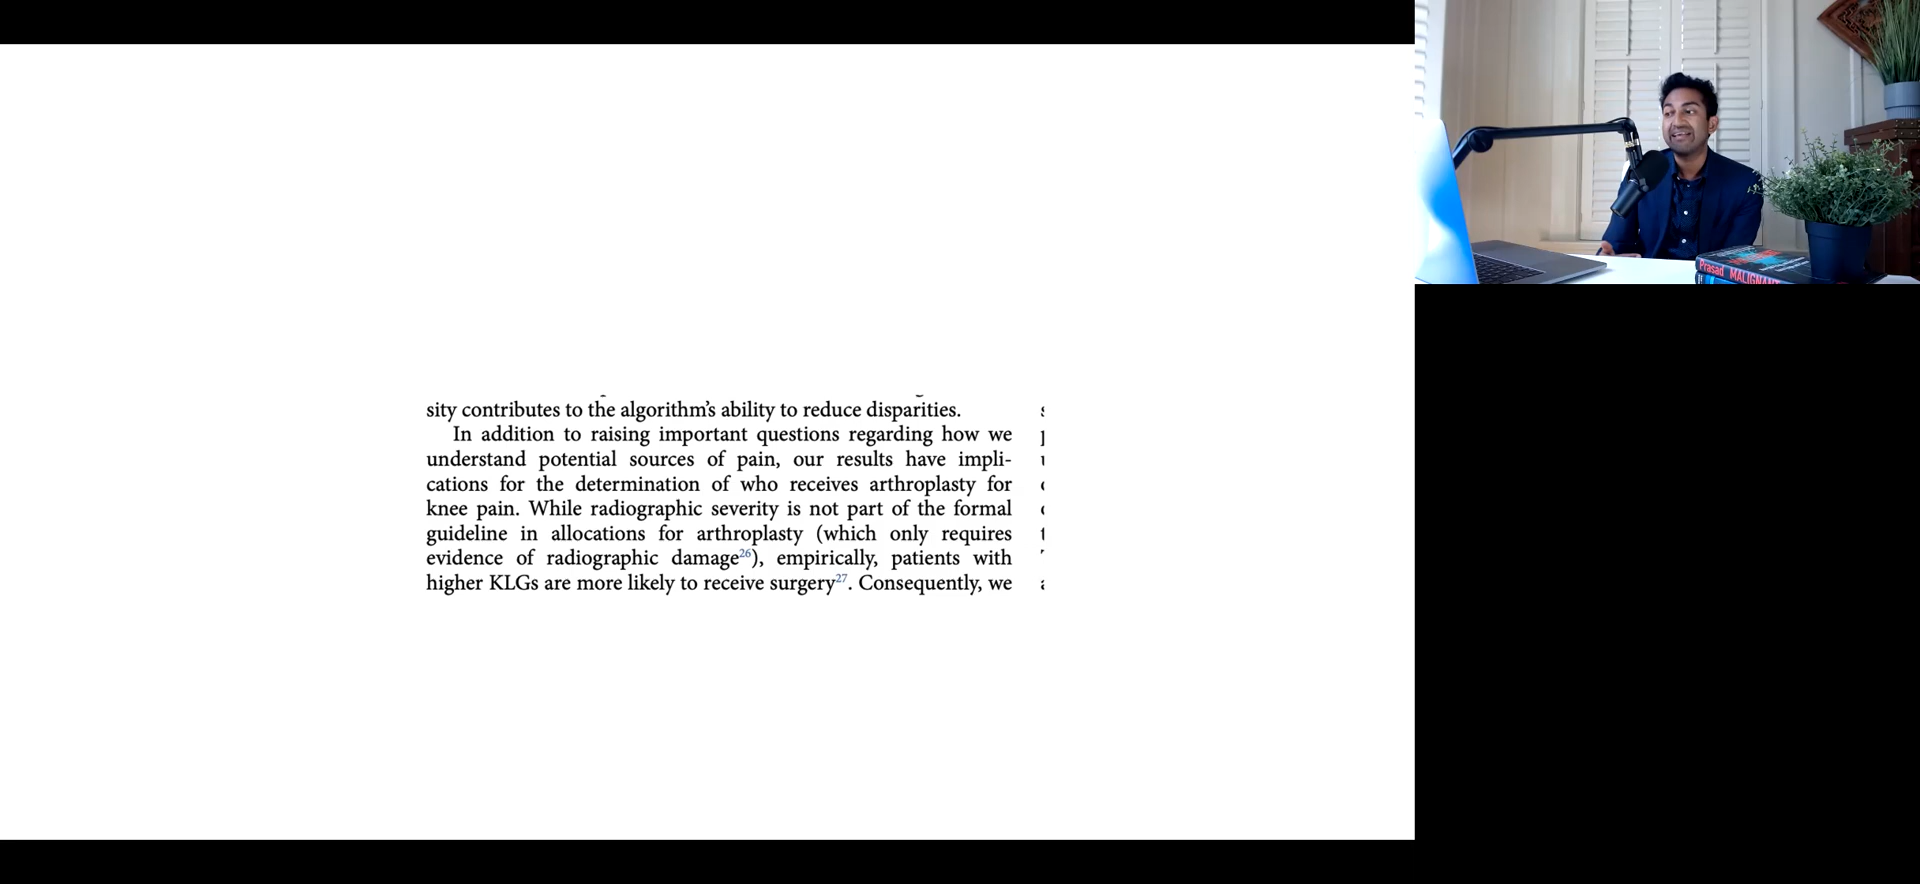 sity contributes to the algorithm's ability to reduce disparities.
In addition to raising important questions regarding how we
understand potential sources of pain, our results have impli-
cations for the determination of who receives arthroplasty for
knee pain. While radiographic severity is not part of the formal
guideline in allocations for arthroplasty (which only requires
evidence of radiographic damage26), empirically, patients with
higher KLGs are more likely to receive surgery27. Consequently, we
Prasad MALIGNANT